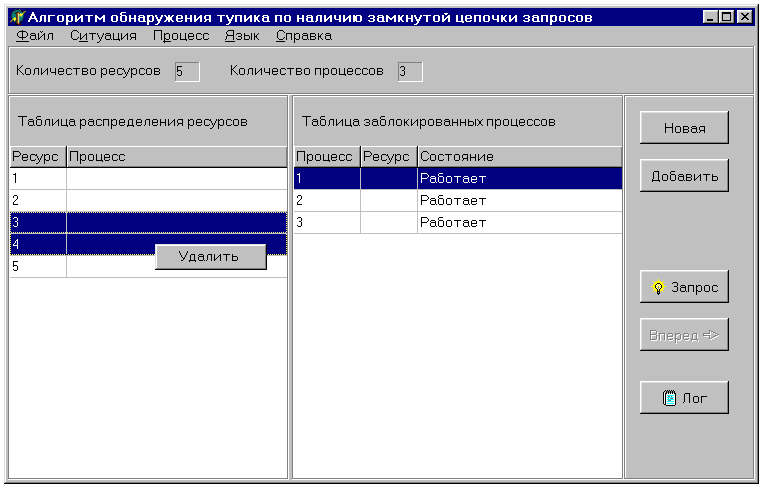 Алгоритм обнаружения тупика по наличию замкнутой цепочки запросов
Файл Ситуация Процесс Язык Справка
Количество ресурсов 5 Количество процессов 3
Таблица распределения ресурсов
Ресурс Процесс
1
2
3
4
5
Удалить
Таблица заблокированных процессов
Процесс Ресурс Состояние
1 Работает
2 Работает
3 Работает
Новая
Добавить
Запрос
Вперед
Лог